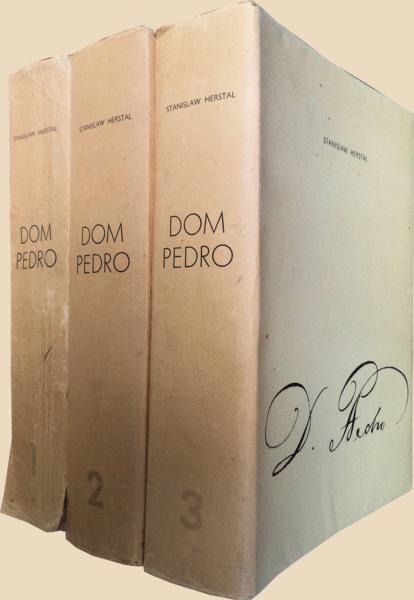 STANISLAW HERSTAL
DOM
PEDRO
1
STANISLAW HERSTAL
DOM
PEDRO
2
STANISLAW HERSTAL
DOM
PEDRO
3
STANISLAW HERSTAL
D. Pedro